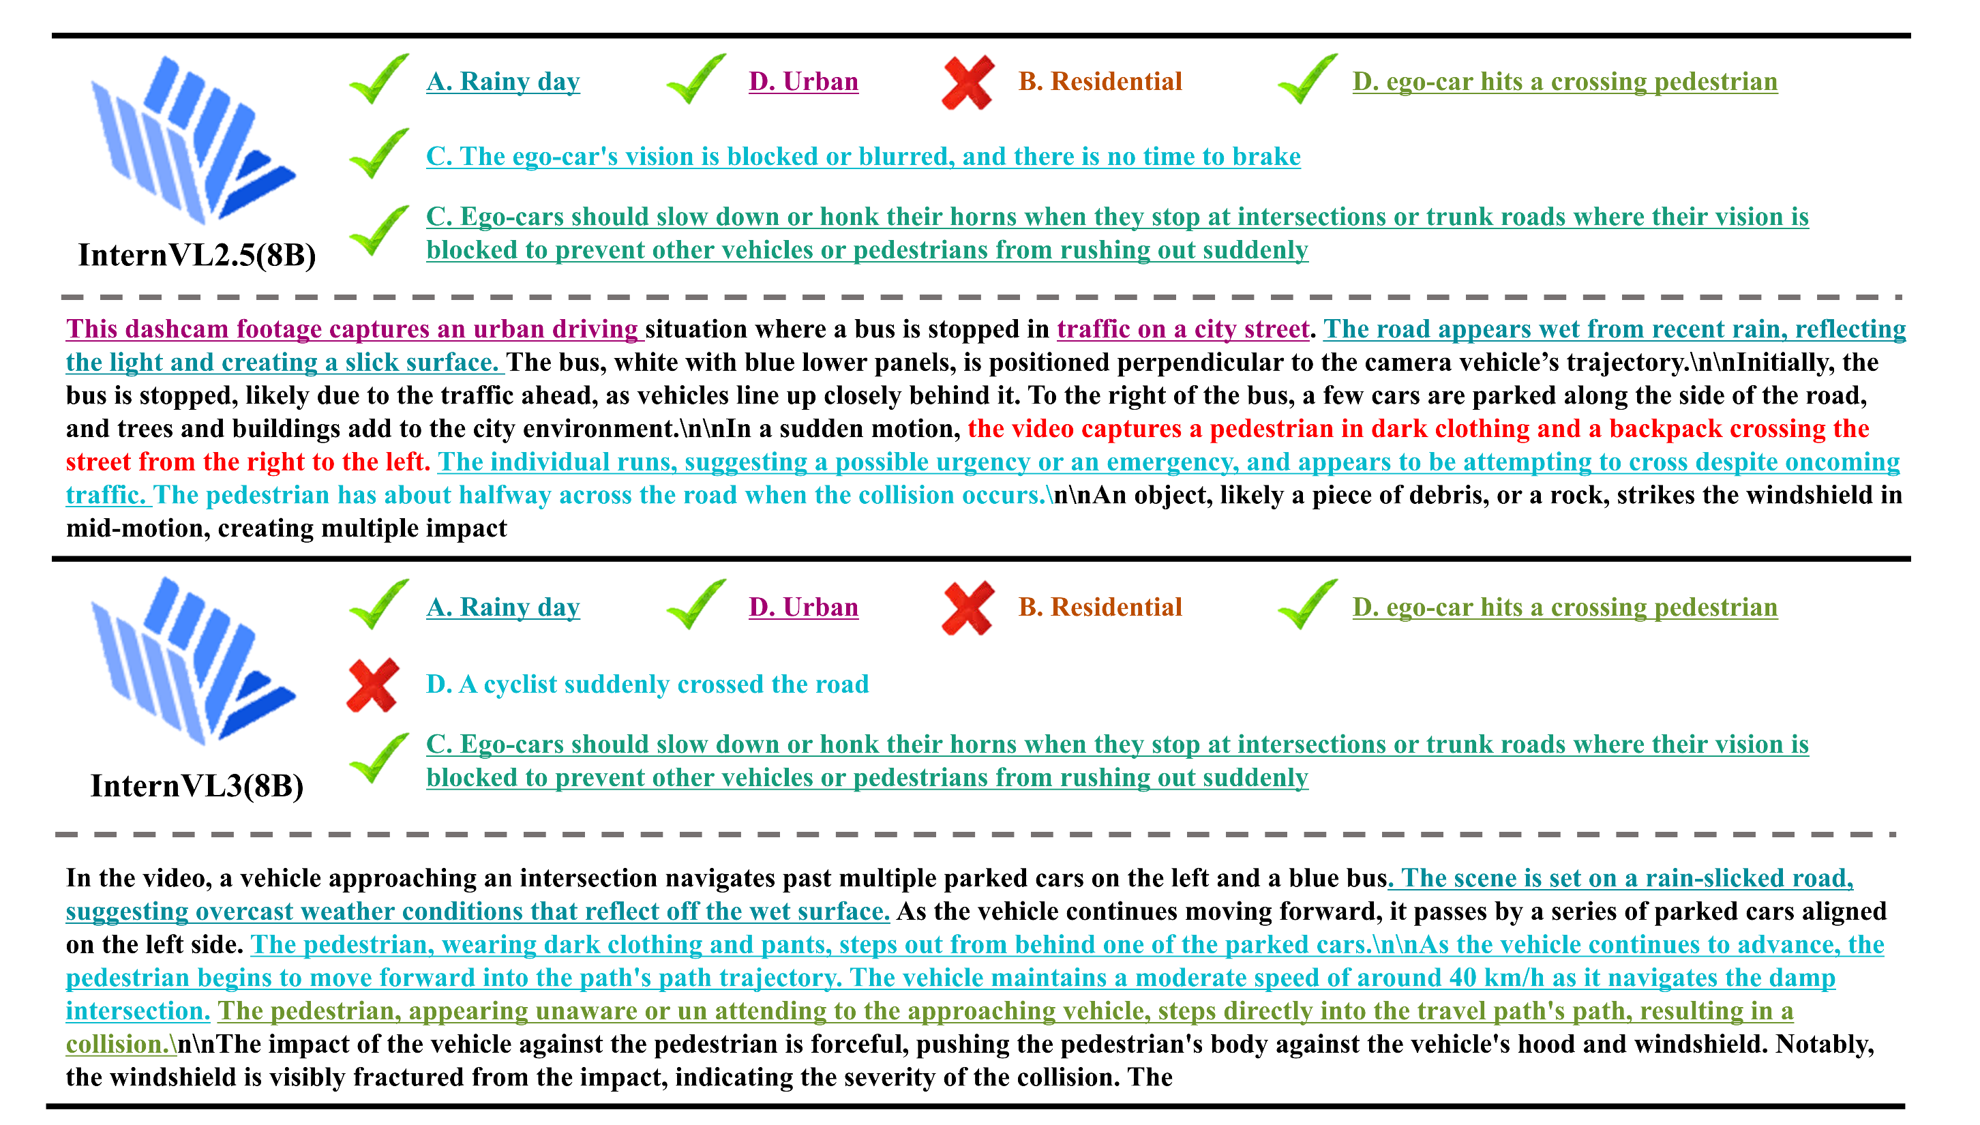 A. Rainy day D. Urban B. Residential D. ego-car hits a crossing pedestrian
C. The ego-car's vision is blocked or blurred, and there is no time to brake
C. Ego-cars should slow down or honk their horns when they stop at intersections or trunk roads where their vision is
blocked to prevent other vehicles or pedestrians from rushing out suddenly
InternVL2.5(8B)
This dashcam footage captures an urban driving situation where a bus is stopped in traffic on a city street. The road appears wet from recent rain, reflecting
the light and creating a slick surface. The bus, white with blue lower panels, is positioned perpendicular to the camera vehicle’s trajectory.\n\nInitially, the
bus is stopped, likely due to the traffic ahead, as vehicles line up closely behind it. To the right of the bus, a few cars are parked along the side of the road,
and trees and buildings add to the city environment.\n\nIn a sudden motion, the video captures a pedestrian in dark clothing and a backpack crossing the
street from the right to the left. The individual runs, suggesting a possible urgency or an emergency, and appears to be attempting to cross despite oncoming
traffic. The pedestrian has about halfway across the road when the collision occurs.\n\nAn object, likely a piece of debris, or a rock, strikes the windshield in
mid-motion, creating multiple impact
A. Rainy day D. Urban B. Residential D. ego-car hits a crossing pedestrian
D. A cyclist suddenly crossed the road
C. Ego-cars should slow down or honk their horns when they stop at intersections or trunk roads where their vision is
blocked to prevent other vehicles or pedestrians from rushing out suddenly
InternVL3(8B)
In the video, a vehicle approaching an intersection navigates past multiple parked cars on the left and a blue bus. The scene is set on a rain-slicked road,
suggesting overcast weather conditions that reflect off the wet surface. As the vehicle continues moving forward, it passes by a series of parked cars aligned
on the left side. The pedestrian, wearing dark clothing and pants, steps out from behind one of the parked cars.\n\nAs the vehicle continues to advance, the
pedestrian begins to move forward into the path's path trajectory. The vehicle maintains a moderate speed of around 40 km/h as it navigates the damp
intersection. The pedestrian, appearing unaware or un attending to the approaching vehicle, steps directly into the travel path's path, resulting in a
collision.\n\nThe impact of the vehicle against the pedestrian is forceful, pushing the pedestrian's body against the vehicle's hood and windshield. Notably,
the windshield is visibly fractured from the impact, indicating the severity of the collision. The